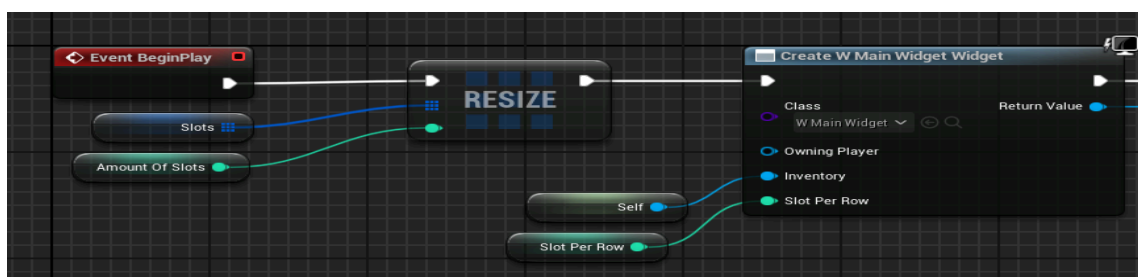 Event BeginPlay
Slots
Amount Of Slots
RESIZE
Create W Main Widget Widget
Class
W Main Widget
Return Value
Owning Player
Inventory
Slot Per Row
Self
Slot Per Row